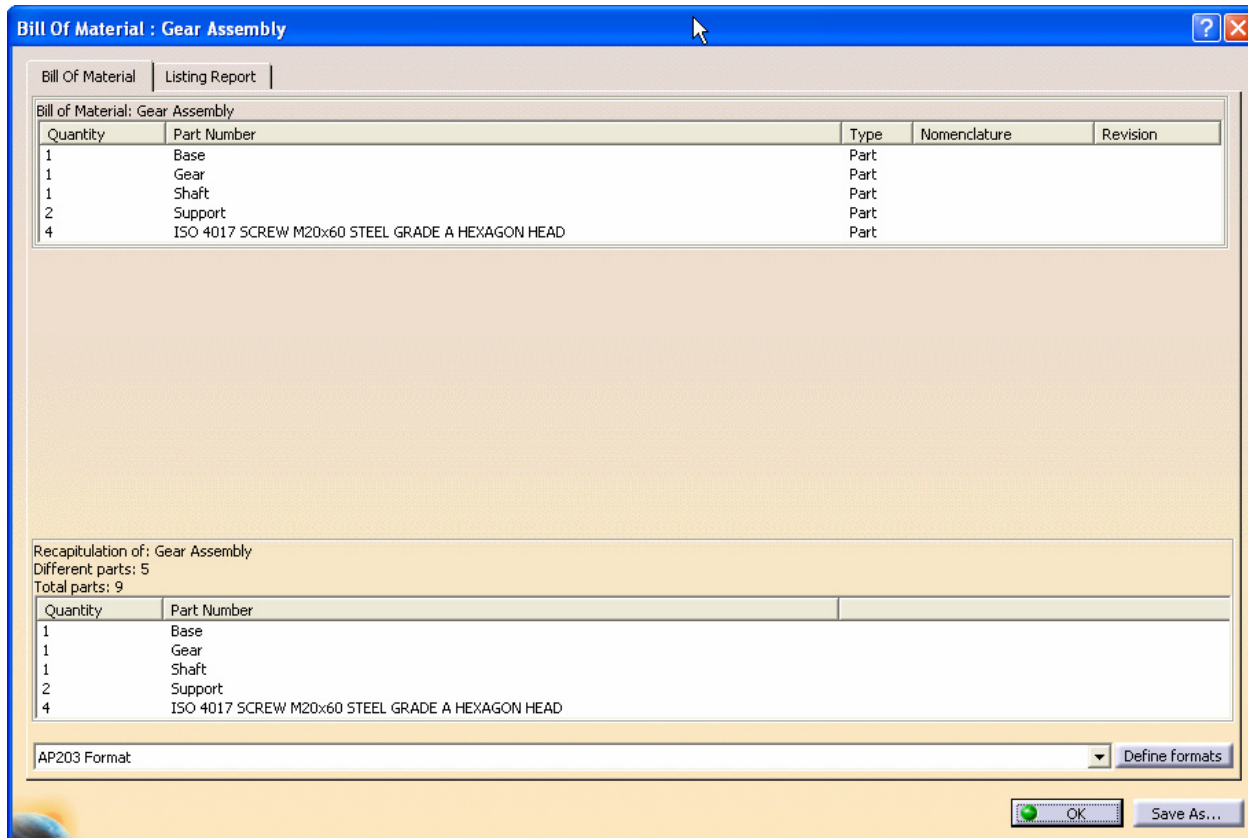 Bill Of Material : Gear Assembly ?
Bill Of Material Listing Report
Bill of Material: Gear Assembly
Quantity Part Number Type Nomenclature Revision
1 Base Part
1 Gear Part
1 Shaft Part
2 Support Part
4 ISO 4017 SCREW M20x60 STEEL GRADE A HEXAGON HEAD Part
Recapitulation of: Gear Assembly
Different parts: 5
Total parts: 9
Quantity Part Number
1 Base
1 Gear
1 Shaft
2 Support
4 ISO 4017 SCREW M20x60 STEEL GRADE A HEXAGON HEAD
AP203 Format Define formats
OK Save As...